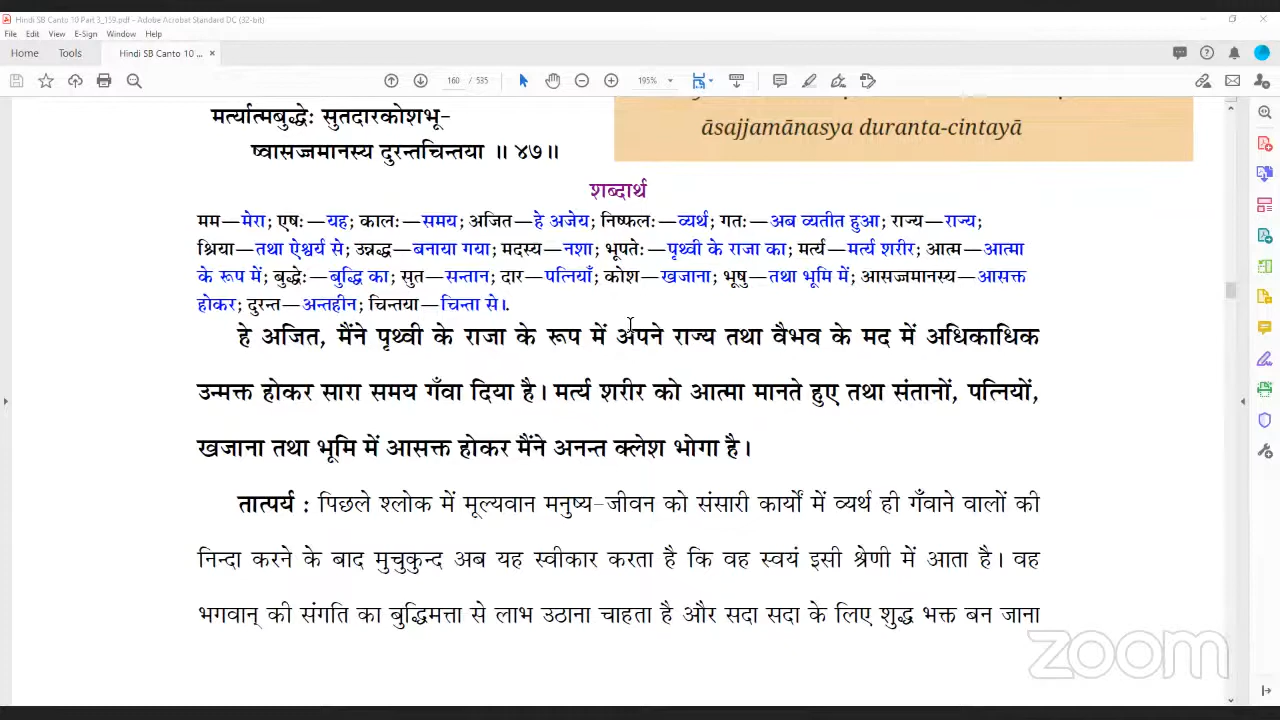 Hindi SB Canto 10 Part 3_159.pdf - Adobe Acrobat Standard DC (32-bit)
File Edit View E-Sign Window Help
Home Tools Hindi SB Canto 10 ... ×
160 / 535 195%
मर्त्यात्मबुद्धेः सुतदारकोशभू-
ष्वासज्जमानस्य दुरन्तचिन्तया ॥ ४७॥
āsajjamānasya duranta-cintayā
शब्दार्थ
मम—मेरा; एषः—यह; कालः—समय; अजित—हे अजेय; निष्फलः—व्यर्थ; गतः—अब व्यतीत हुआ; राज्य—राज्य;
श्रिया—तथा ऐश्वर्य से; उन्नद्ध—बनाया गया; मदस्य—नशा; भूपतेः—पृथ्वी के राजा का; मर्त्य—मर्त्य शरीर; आत्म—आत्मा
के रूप में; बुद्धेः—बुद्धि का; सुत—सन्तान; दार—पत्नियाँ; कोश—खजाना; भूषु—तथा भूमि में; आसज्जमानस्य—आसक्त
होकर; दुरन्त—अन्तहीन; चिन्तया—चिन्ता से।.
हे अजित, मैंने पृथ्वी के राजा के रूप में अपने राज्य तथा वैभव के मद में अधिकाधिक
उन्मक्त होकर सारा समय गँवा दिया है। मर्त्य शरीर को आत्मा मानते हुए तथा संतानों, पत्नियों,
खजाना तथा भूमि में आसक्त होकर मैंने अनन्त क्लेश भोगा है।
तात्पर्य : पिछले श्लोक में मूल्यवान मनुष्य-जीवन को संसारी कार्यों में व्यर्थ ही गँवाने वालों की
निन्दा करने के बाद मुचुकुन्द अब यह स्वीकार करता है कि वह स्वयं इसी श्रेणी में आता है। वह
भगवान् की संगति का बुद्धिमत्ता से लाभ उठाना चाहता है और सदा सदा के लिए शुद्ध भक्त बन जाना
zoom